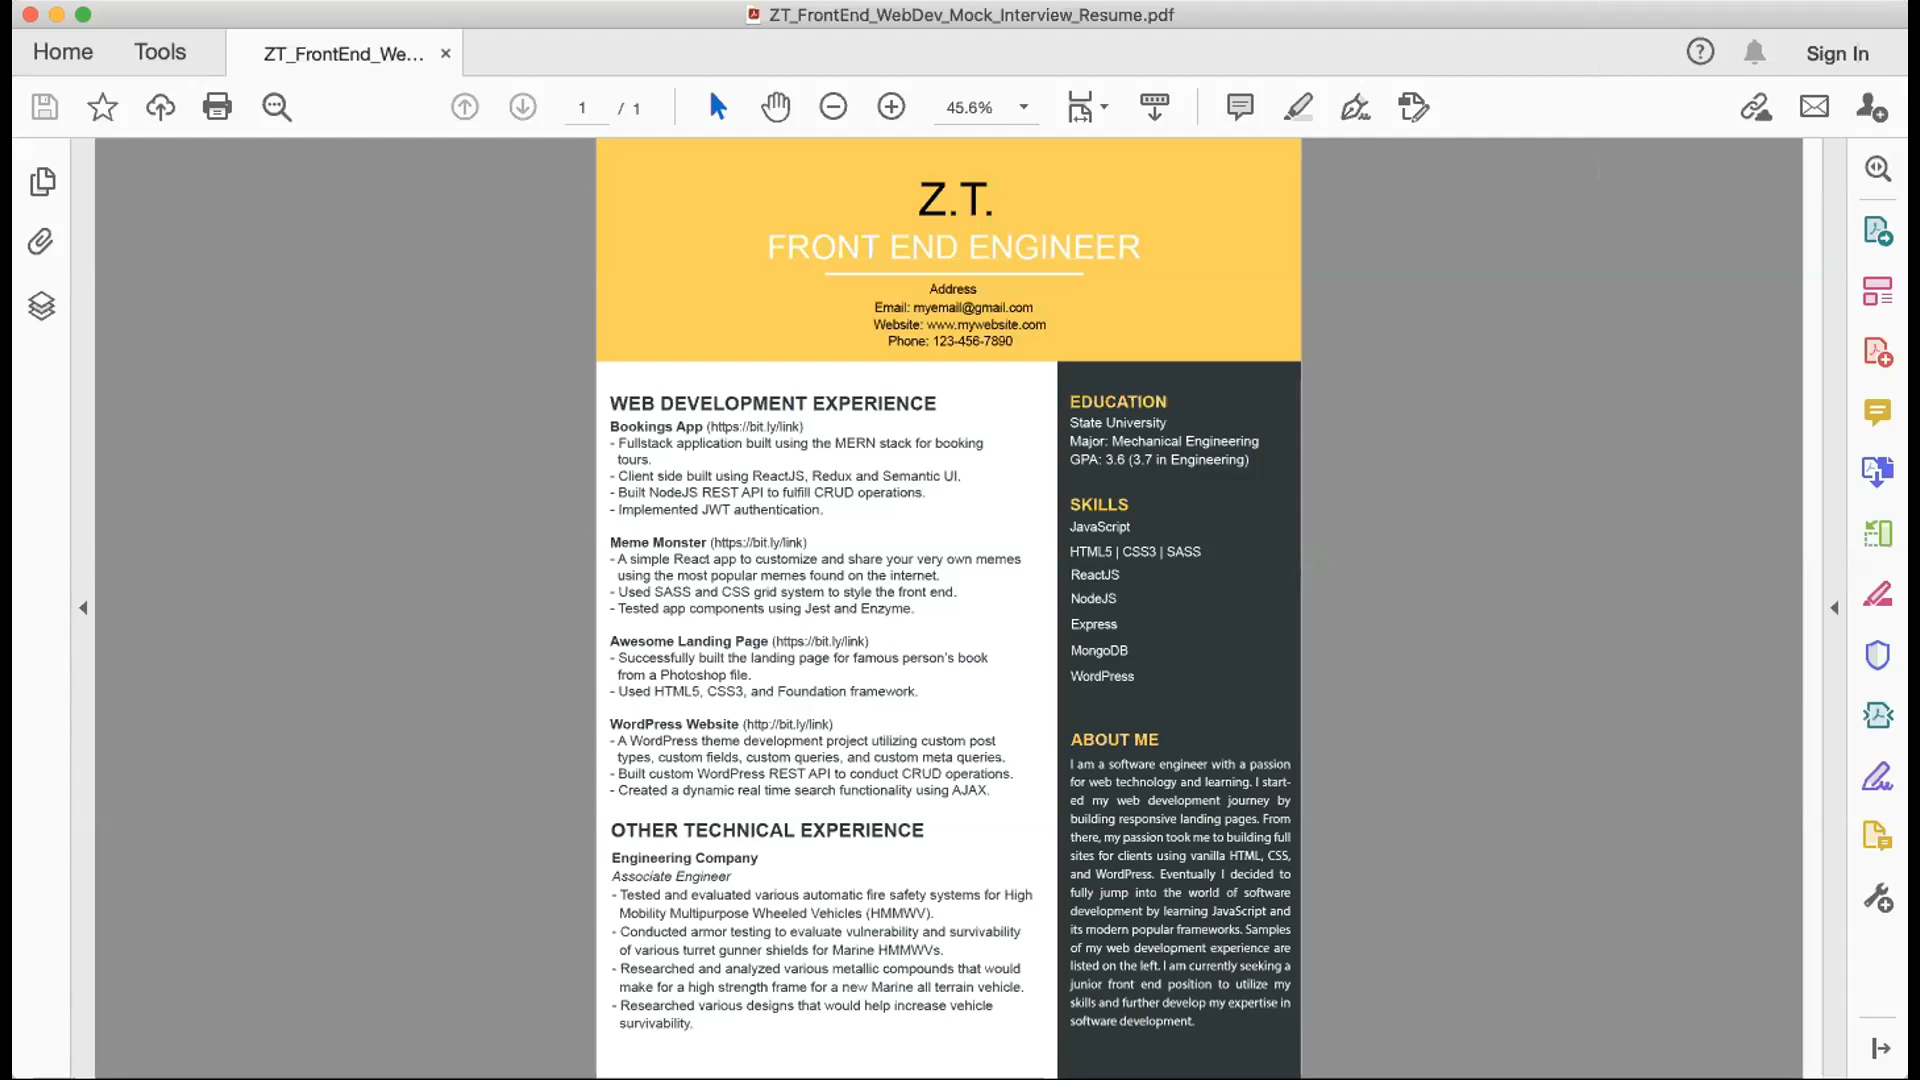 ZT_FrontEnd_WebDev_Mock_Interview_Resume.pdf
Home
Tools
ZT_FrontEnd_We...
Sign In
1 / 1
45.6%
Z.T.
FRONT END ENGINEER
Address
Email: myemail@gmail.com
Website: www.mywebsite.com
Phone: 123-456-7890
WEB DEVELOPMENT EXPERIENCE
Bookings App (https://bit.ly/link)
- Fullstack application built using the MERN stack for booking
tours.
- Client side built using ReactJS, Redux and Semantic UI.
- Built NodeJS REST API to fulfill CRUD operations.
- Implemented JWT authentication.
Meme Monster (https://bit.ly/link)
- A simple React app to customize and share your very own memes
using the most popular memes found on the internet.
- Used SASS and CSS grid system to style the front end.
- Tested app components using Jest and Enzyme.
Awesome Landing Page (https://bit.ly/link)
- Successfully built the landing page for famous person's book
from a Photoshop file.
- Used HTML5, CSS3, and Foundation framework.
WordPress Website (http://bit.ly/link)
- A WordPress theme development project utilizing custom post
types, custom fields, custom queries, and custom meta queries.
- Built custom WordPress REST API to conduct CRUD operations.
- Created a dynamic real time search functionality using AJAX.
OTHER TECHNICAL EXPERIENCE
Engineering Company
Associate Engineer
- Tested and evaluated various automatic fire safety systems for High
Mobility Multipurpose Wheeled Vehicles (HMMWV).
- Conducted armor testing to evaluate vulnerability and survivability
of various turret gunner shields for Marine HMMWVs.
- Researched and analyzed various metallic compounds that would
make for a high strength frame for a new Marine all terrain vehicle.
- Researched various designs that would help increase vehicle
survivability.
EDUCATION
State University
Major: Mechanical Engineering
GPA: 3.6 (3.7 in Engineering)
SKILLS
JavaScript
HTML5 | CSS3 | SASS
ReactJS
NodeJS
Express
MongoDB
WordPress
ABOUT ME
I am a software engineer with a passion
for web technology and learning. I start-
ed my web development journey by
building responsive landing pages. From
there, my passion took me to building full
sites for clients using vanilla HTML, CSS,
and WordPress. Eventually I decided to
fully jump into the world of software
development by learning JavaScript and
its modern popular frameworks. Samples
of my web development experience are
listed on the left. I am currently seeking a
junior front end position to utilize my
skills and further develop my expertise in
software development.